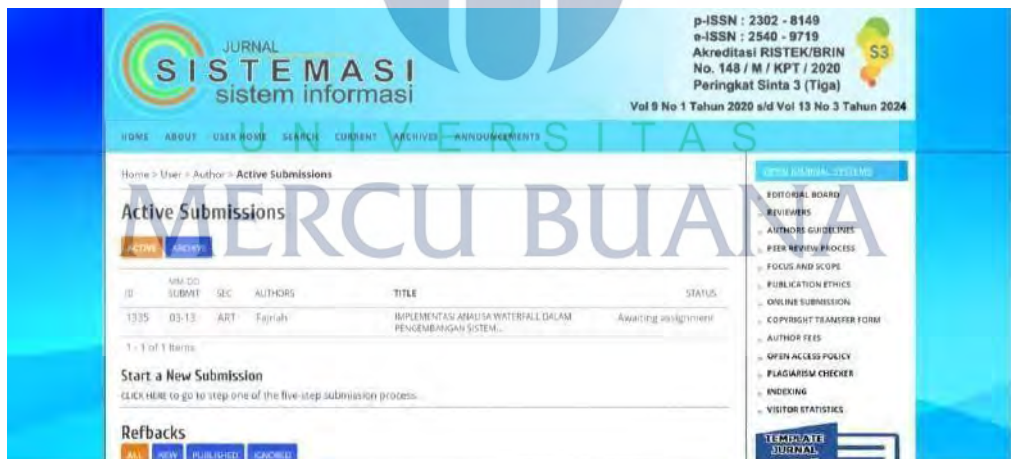 p-ISSN : 2302 - 8149
e-ISSN : 2540 - 9719
Akreditasi RISTEK/BRIN
No. 148 / M / KPT / 2020
Peringkat Sinta 3 (Tiga)
Vol 9 No 1 Tahun 2020 s/d Vol 13 No 3 Tahun 2024
S3
JURNAL
SISTEMASI
sistem informasi
HOME ABOUT USER HOME SEARCH CURRENT ARCHIVES ANNOUNCEMENTS
UNIVERSITAS
MERCU BUANA
Home > User > Author > Active Submissions
Active Submissions
ACTIVE ARCHIVE
ID MM-DD SUBMIT SEC AUTHORS TITLE STATUS
1335 03-13 ART Fajriah IMPLEMENTASI ANALISA WATERFALL DALAM Awaiting assignment
PENGEMBANGAN SISTEM...
1 - 1 of 1 Items
Start a New Submission
CLICK HERE to go to step one of the five-step submission process.
Refbacks
ALL NEW PUBLISHED IGNORED
OPEN JOURNAL SYSTEMS
EDITORIAL BOARD
REVIEWERS
AUTHORS GUIDELINES
PEER REVIEW PROCESS
FOCUS AND SCOPE
PUBLICATION ETHICS
ONLINE SUBMISSION
COPYRIGHT TRANSFER FORM
AUTHOR FEES
OPEN ACCESS POLICY
PLAGIARISM CHECKER
INDEXING
VISITOR STATISTICS
TEMPLATE
JURNAL